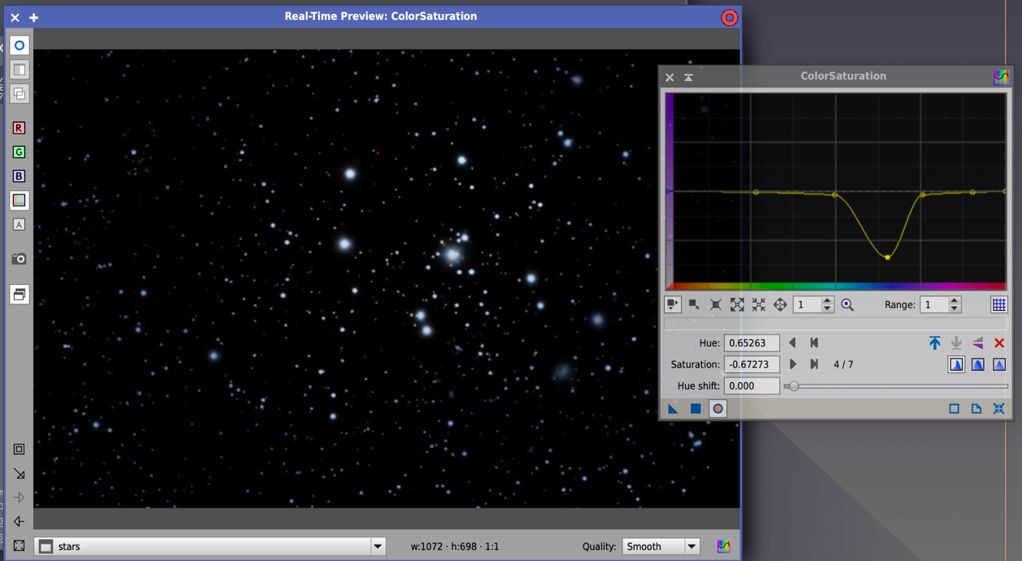 Real-Time Preview: ColorSaturation
R
G
B
A
stars
w:1072 · h:698 · 1:1
Quality:
Smooth
ColorSaturation
1
Range:
1
Hue:
0.65263
Saturation:
-0.67273
4 / 7
Hue shift:
0.000